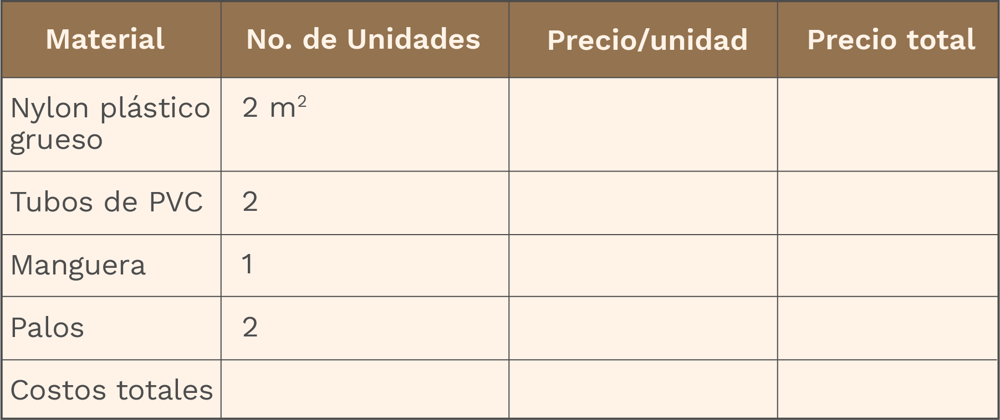 Material No. de Unidades Precio/unidad Precio total
Nylon plástico 2 m²
grueso
Tubos de PVC 2
Manguera 1
Palos 2
Costos totales